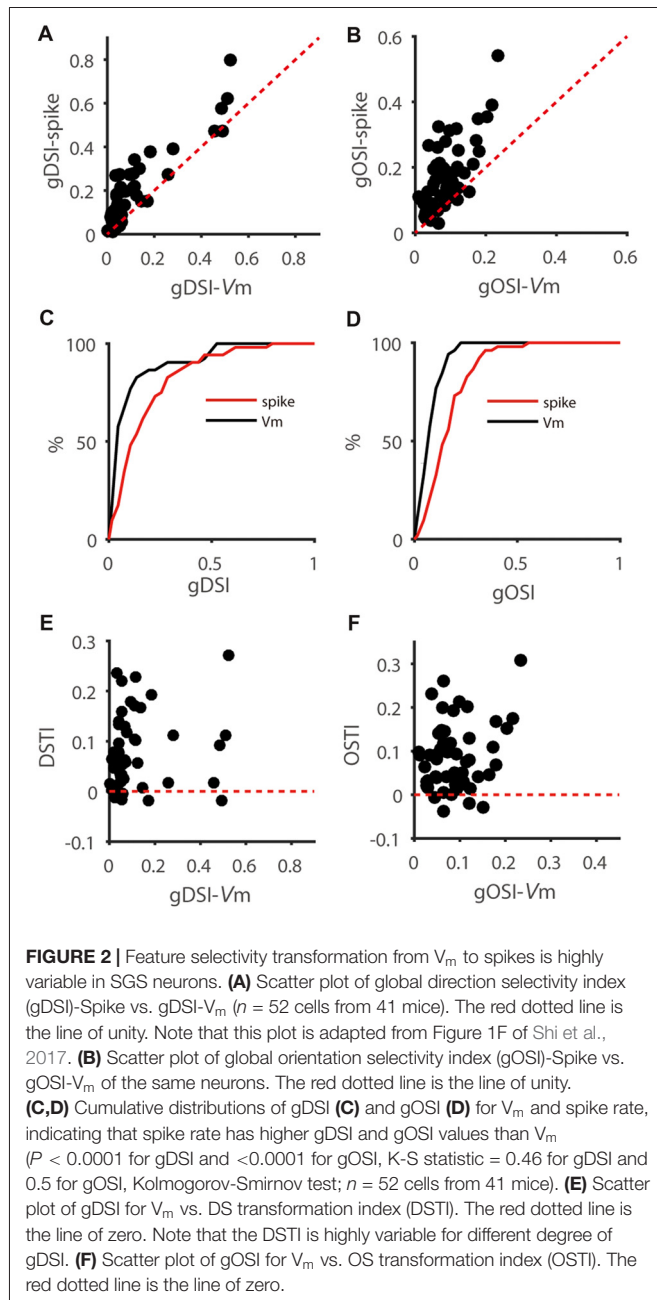 A
0.8
0.6
0.4
0.2
0
gDSI-spike
0
0.2
0.4
0.6
0.8
gDSI-Vm
B
0.6
0.4
0.2
0
gOSI-spike
0
0.2
0.4
0.6
gOSI-Vm
C
100
50
0
%
spike
Vm
0
0.5
1
gDSI
D
100
50
0
%
spike
Vm
0
0.5
1
gOSI
E
0.3
0.2
0.1
0
-0.1
DSTI
0
0.2
0.4
0.6
0.8
gDSI-Vm
F
0.3
0.2
0.1
0
-0.1
OSTI
0
0.1
0.2
0.4
gOSI-Vm
FIGURE 2 | Feature selectivity transformation from Vm to spikes is highly
variable in SGS neurons. (A) Scatter plot of global direction selectivity index
(gDSI)-Spike vs. gDSI-Vm (n = 52 cells from 41 mice). The red dotted line is
the line of unity. Note that this plot is adapted from Figure 1F of Shi et al.,
2017. (B) Scatter plot of global orientation selectivity index (gOSI)-Spike vs.
gOSI-Vm of the same neurons. The red dotted line is the line of unity.
(C,D) Cumulative distributions of gDSI (C) and gOSI (D) for Vm and spike rate,
indicating that spike rate has higher gDSI and gOSI values than Vm
(P < 0.0001 for gDSI and <0.0001 for gOSI, K-S statistic = 0.46 for gDSI and
0.5 for gOSI, Kolmogorov-Smirnov test; n = 52 cells from 41 mice). (E) Scatter
plot of gDSI for Vm vs. DS transformation index (DSTI). The red dotted line is
the line of zero. Note that the DSTI is highly variable for different degree of
gDSI. (F) Scatter plot of gOSI for Vm vs. OS transformation index (OSTI). The
red dotted line is the line of zero.